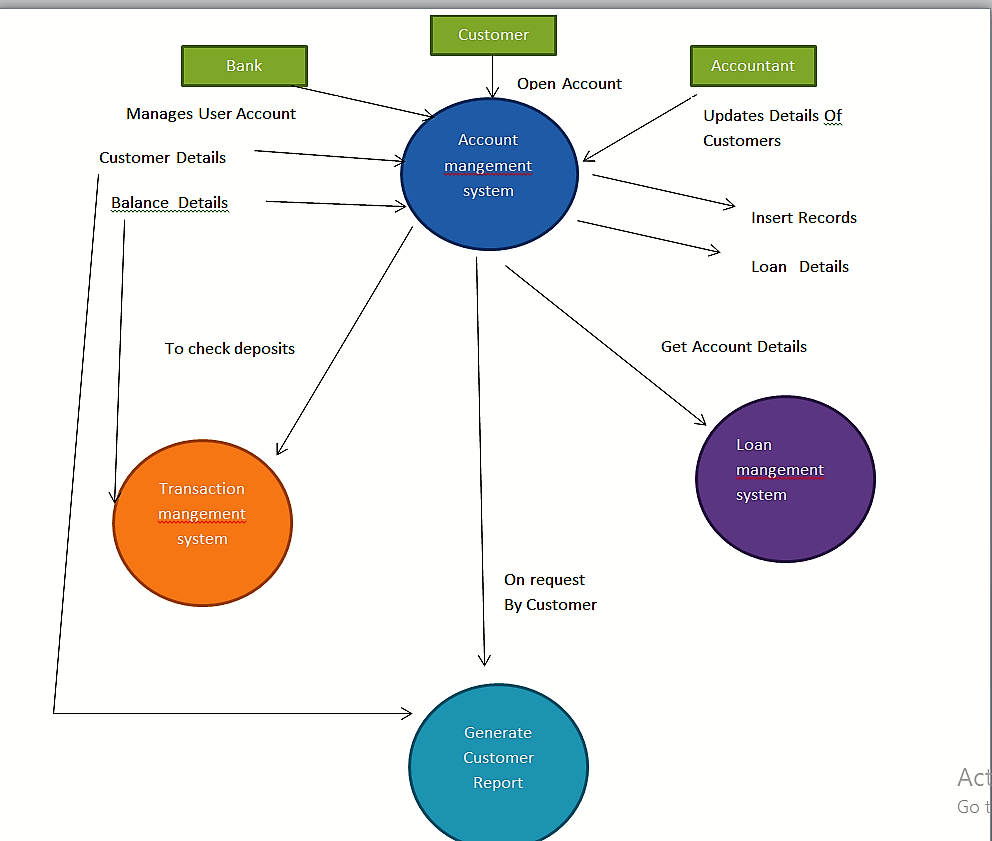 Customer
Bank
Accountant
Open Account
Manages User Account
Updates Details Of
Customers
Account
mangement
system
Customer Details
Balance Details
Insert Records
Loan Details
To check deposits
Get Account Details
Loan
mangement
system
Transaction
mangement
system
On request
By Customer
Generate
Customer
Report
Go t